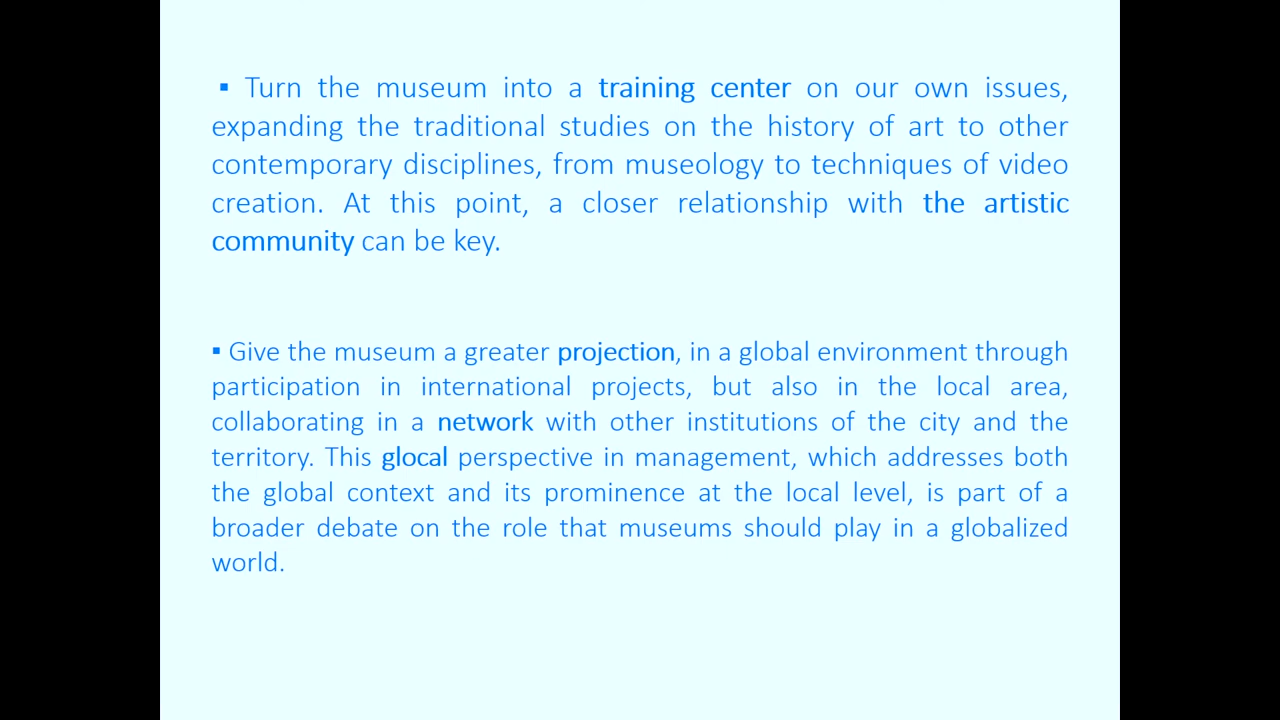 ▪ Turn the museum into a training center on our own issues,
expanding the traditional studies on the history of art to other
contemporary disciplines, from museology to techniques of video
creation. At this point, a closer relationship with the artistic
community can be key.
▪ Give the museum a greater projection, in a global environment through
participation in international projects, but also in the local area,
collaborating in a network with other institutions of the city and the
territory. This glocal perspective in management, which addresses both
the global context and its prominence at the local level, is part of a
broader debate on the role that museums should play in a globalized
world.